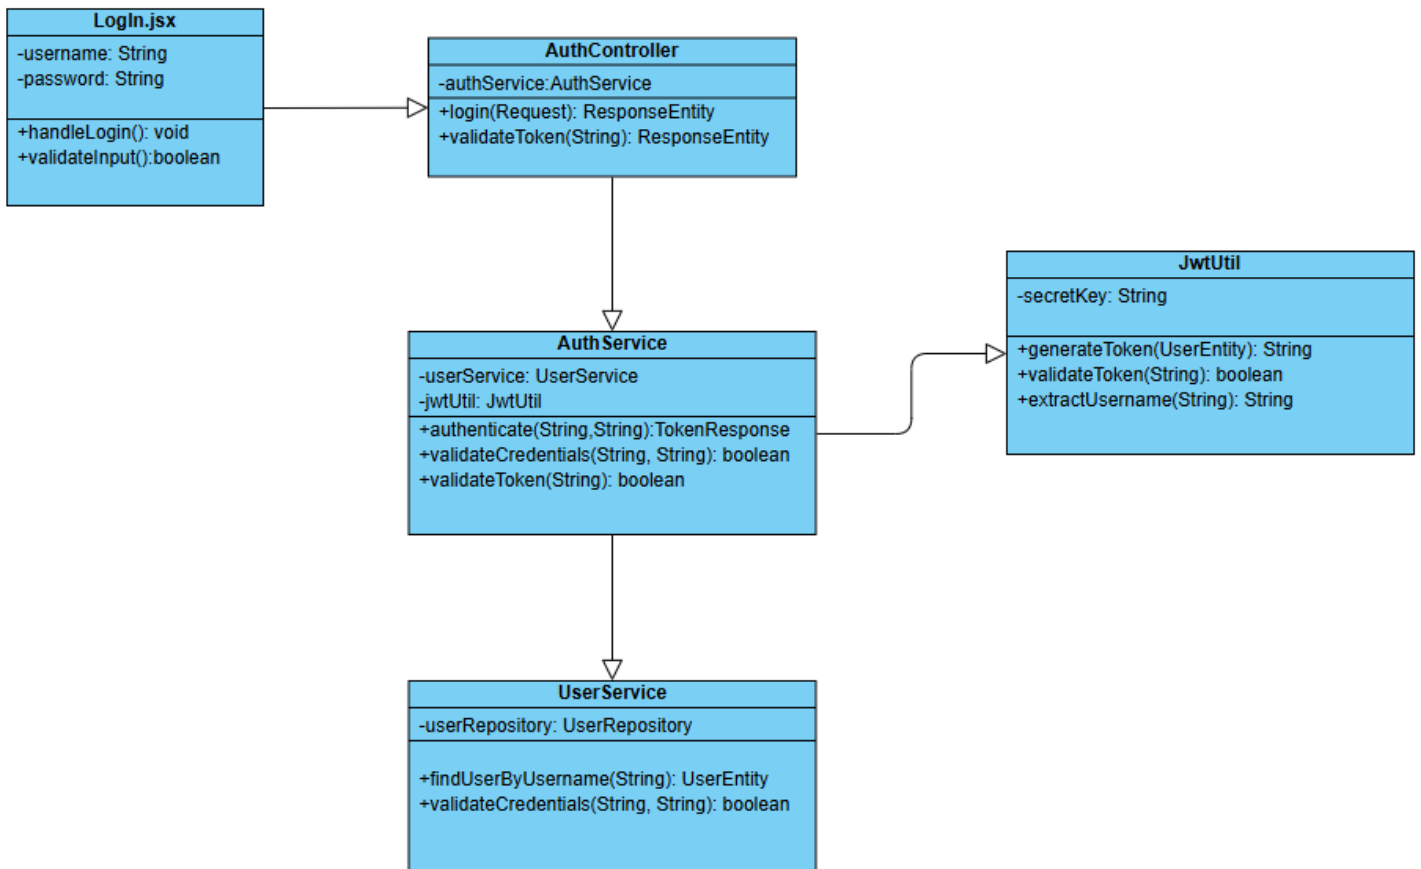 LogIn.jsx
-username: String
-password: String
+handleLogin(): void
+validateInput():boolean
AuthController
-authService:AuthService
+login(Request): ResponseEntity
+validateToken(String): ResponseEntity
AuthService
-userService: UserService
-jwtUtil: JwtUtil
+authenticate(String,String):TokenResponse
+validateCredentials(String, String): boolean
+validateToken(String): boolean
JwtUtil
-secretKey: String
+generateToken(UserEntity): String
+validateToken(String): boolean
+extractUsername(String): String
UserService
-userRepository: UserRepository
+findUserByUsername(String): UserEntity
+validateCredentials(String, String): boolean